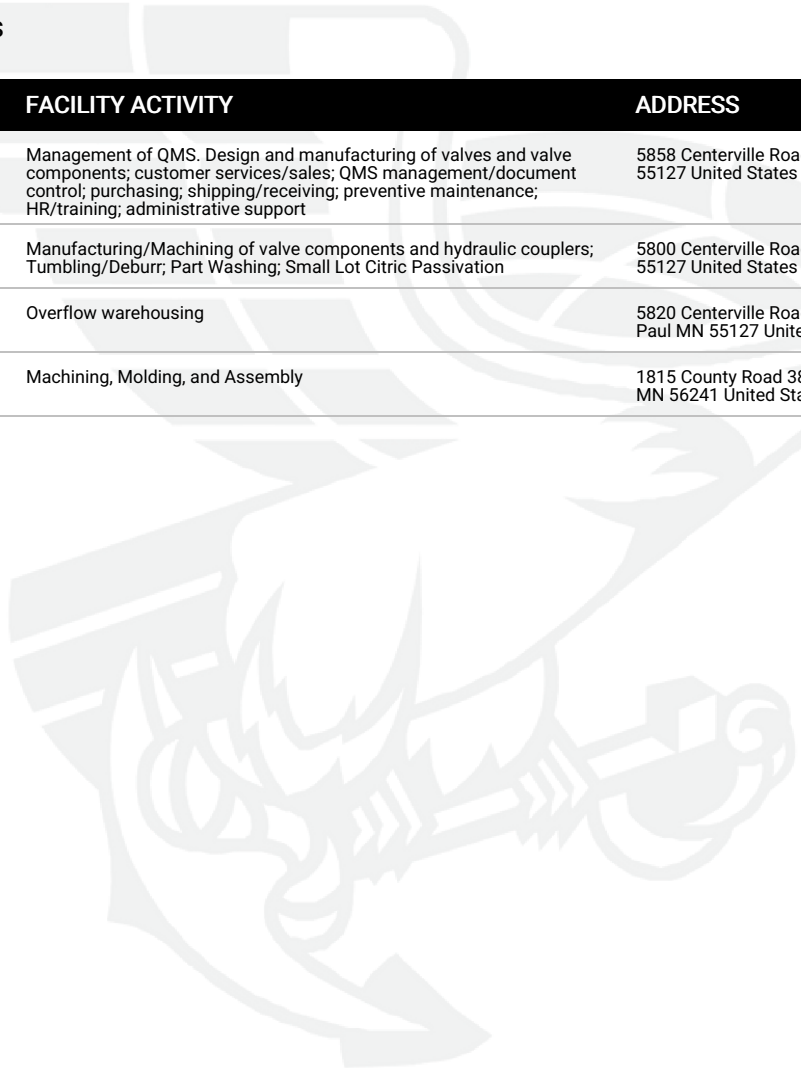 s
FACILITY ACTIVITY ADDRESS
Management of QMS. Design and manufacturing of valves and valve
components; customer services/sales; QMS management/document
control; purchasing; shipping/receiving; preventive maintenance;
HR/training; administrative support
5858 Centerville Roa
55127 United States
Manufacturing/Machining of valve components and hydraulic couplers;
Tumbling/Deburr; Part Washing; Small Lot Citric Passivation
5800 Centerville Roa
55127 United States
Overflow warehousing
5820 Centerville Roa
Paul MN 55127 Unite
Machining, Molding, and Assembly
1815 County Road 38
MN 56241 United Sta